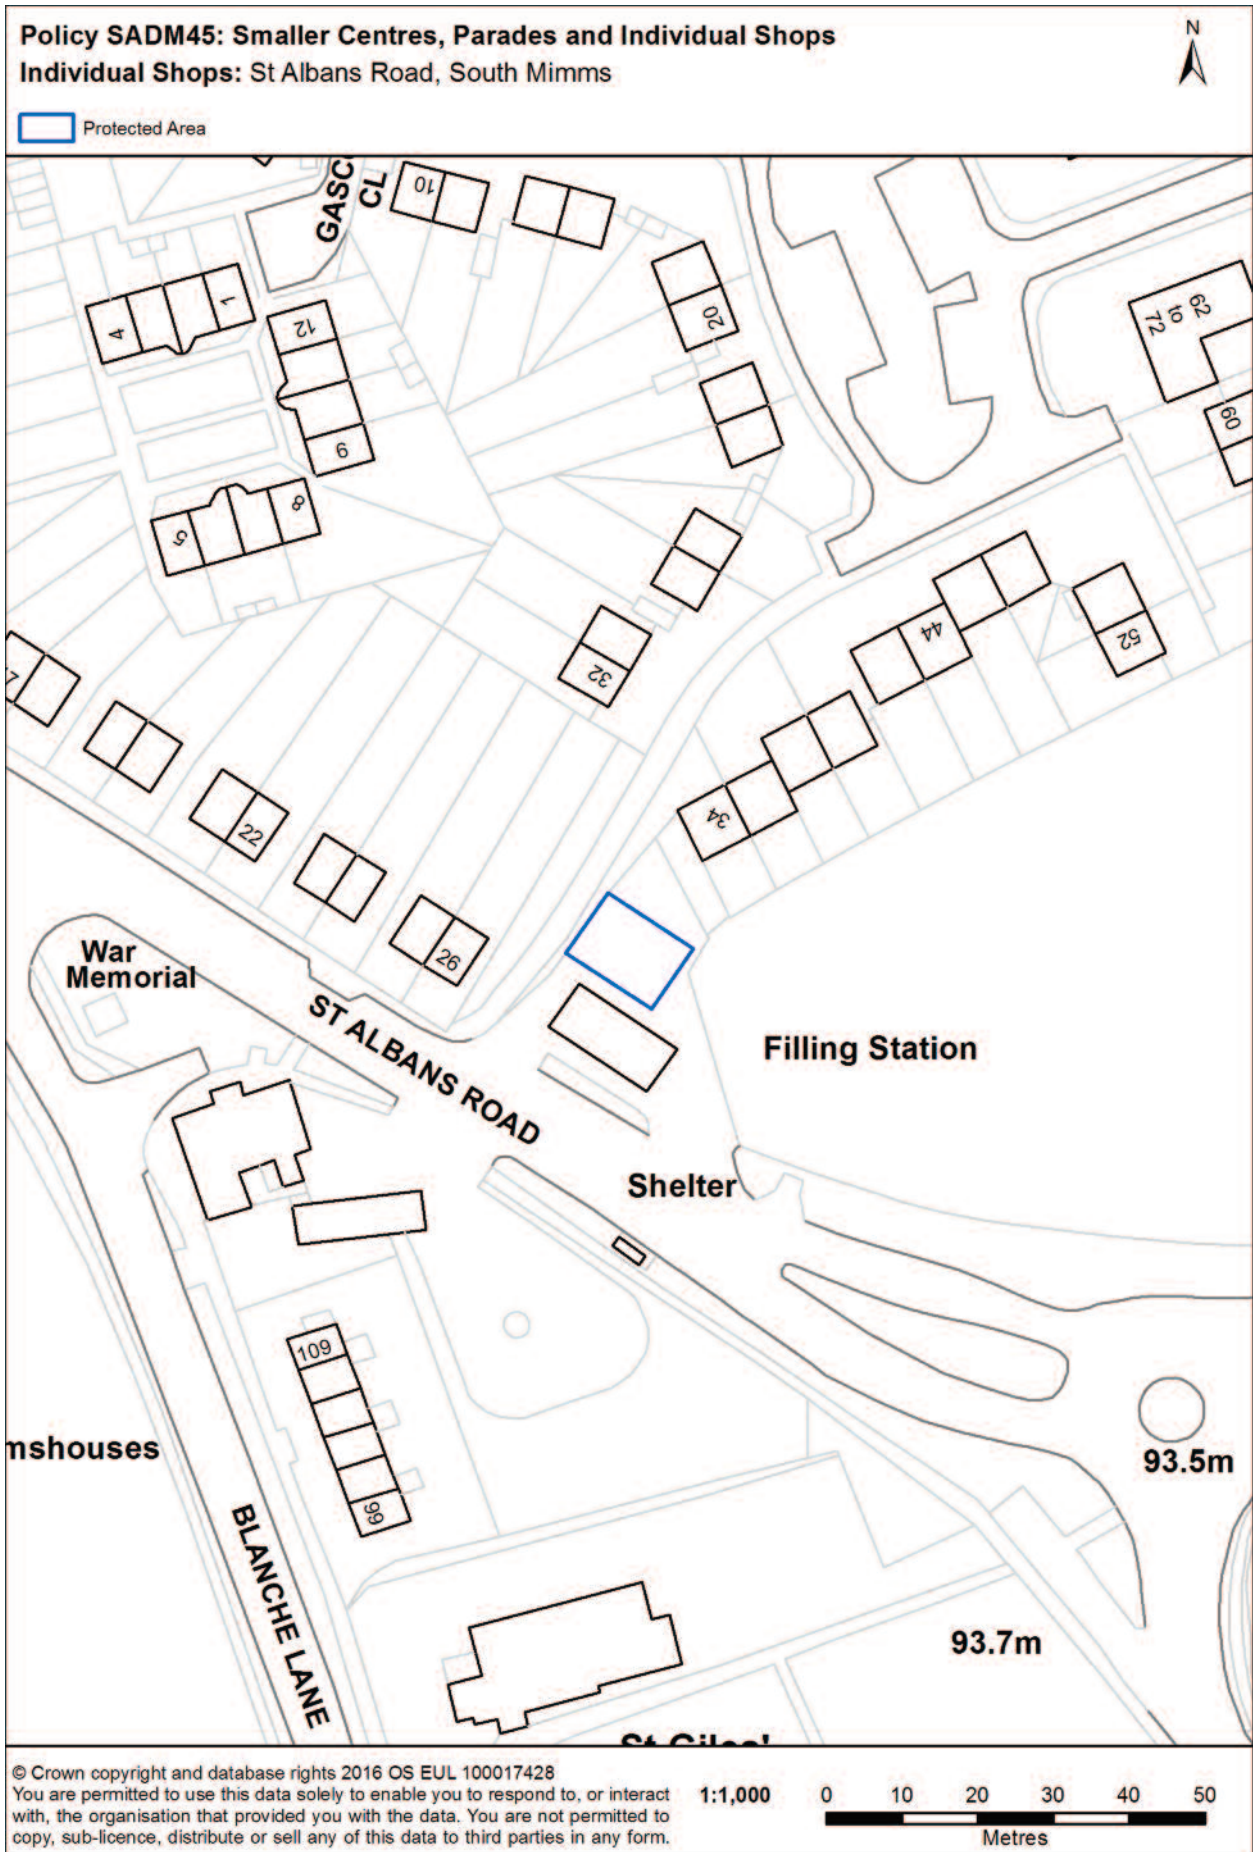 Policy SADM45: Smaller Centres, Parades and Individual Shops
Individual Shops: St Albans Road, South Mimms
N
Protected Area
GASC
CL
10
1
4
12
9
20
72
to
62
60
5
8
32
44
52
34
22
26
War
Memorial
ST ALBANS ROAD
Filling Station
Shelter
109
99
mshouses
BLANCHE LANE
93.5m
93.7m
St Giles'
© Crown copyright and database rights 2016 OS EUL 100017428
You are permitted to use this data solely to enable you to respond to, or interact
with, the organisation that provided you with the data. You are not permitted to
copy, sub-licence, distribute or sell any of this data to third parties in any form.
1:1,000
0 10 20 30 40 50
Metres